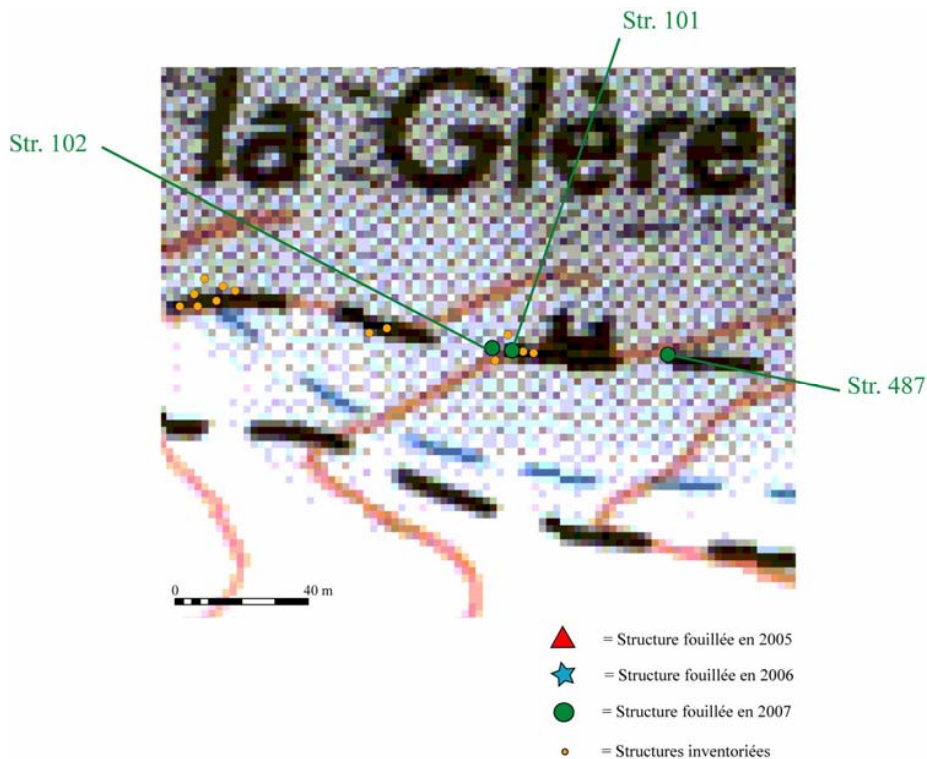 Str. 101
Str. 102
la Glère
Str. 487
0 40 m
= Structure fouillée en 2005
= Structure fouillée en 2006
= Structure fouillée en 2007
= Structures inventoriées